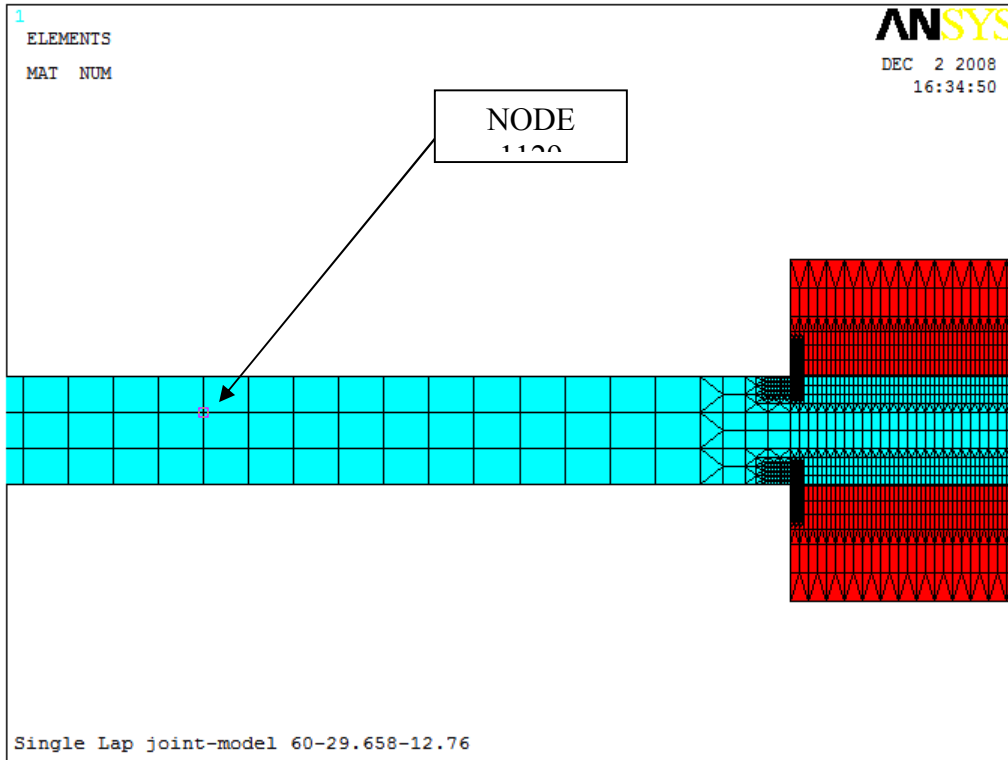 1
ELEMENTS
MAT NUM
ANSYS
DEC 2 2008
16:34:50
NODE
Single Lap joint-model 60-29.658-12.76